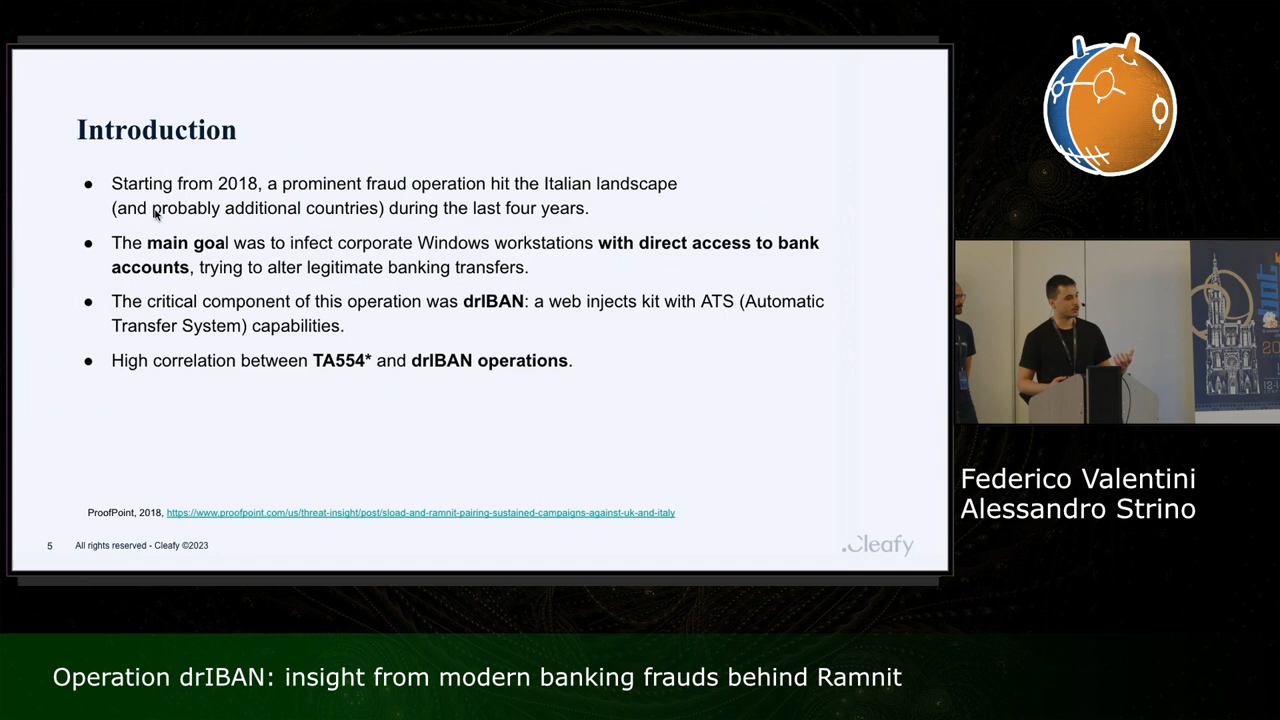 Introduction
● Starting from 2018, a prominent fraud operation hit the Italian landscape
(and probably additional countries) during the last four years.
● The main goal was to infect corporate Windows workstations with direct access to bank
accounts, trying to alter legitimate banking transfers.
● The critical component of this operation was drIBAN: a web injects kit with ATS (Automatic
Transfer System) capabilities.
● High correlation between TA554* and drIBAN operations.
ProofPoint, 2018, https://www.proofpoint.com/us/threat-insight/post/sload-and-ramnit-pairing-sustained-campaigns-against-uk-and-italy
5 All rights reserved - Cleafy ©2023
.Cleafy
Federico Valentini
Alessandro Strino
Operation drIBAN: insight from modern banking frauds behind Ramnit